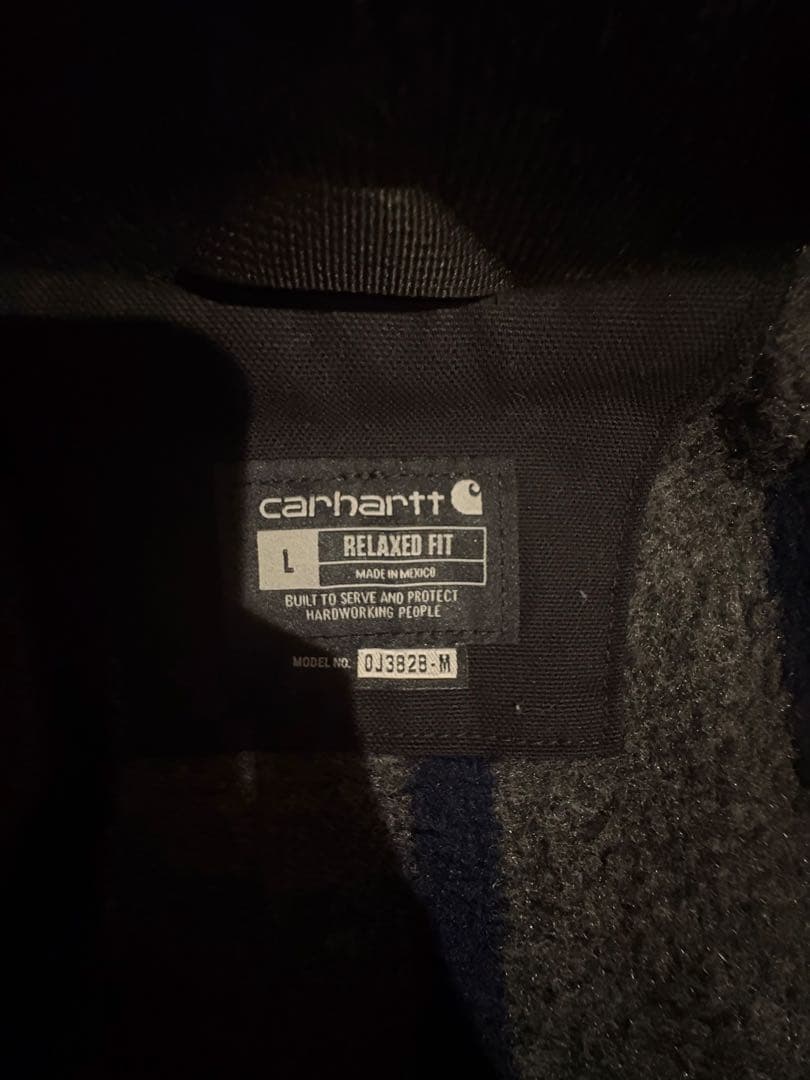 carhartt
L
RELAXED FIT
MADE IN MEXICO
BUILT TO SERVE AND PROTECT
HARDWORKING PEOPLE
MODEL NO. OJ3828-M